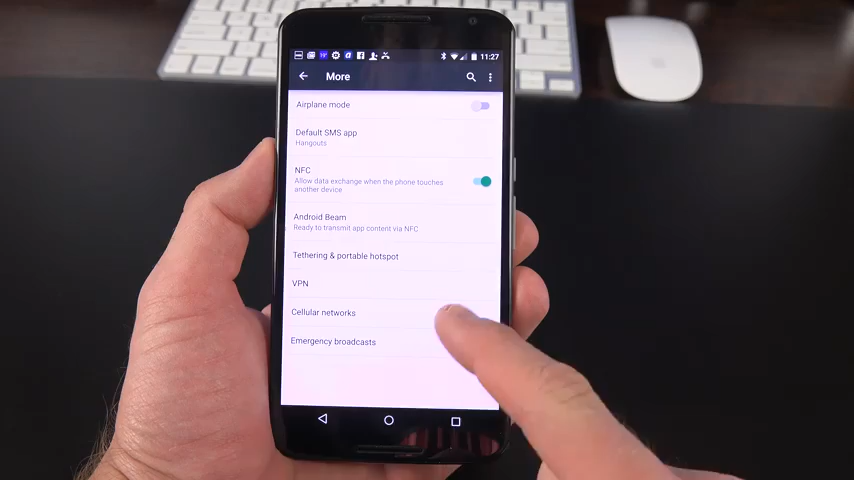 11:27
More
Airplane mode
Default SMS app
Hangouts
NFC
Allow data exchange when the phone touches
another device
Android Beam
Ready to transmit app content via NFC
Tethering & portable hotspot
VPN
Cellular networks
Emergency broadcasts